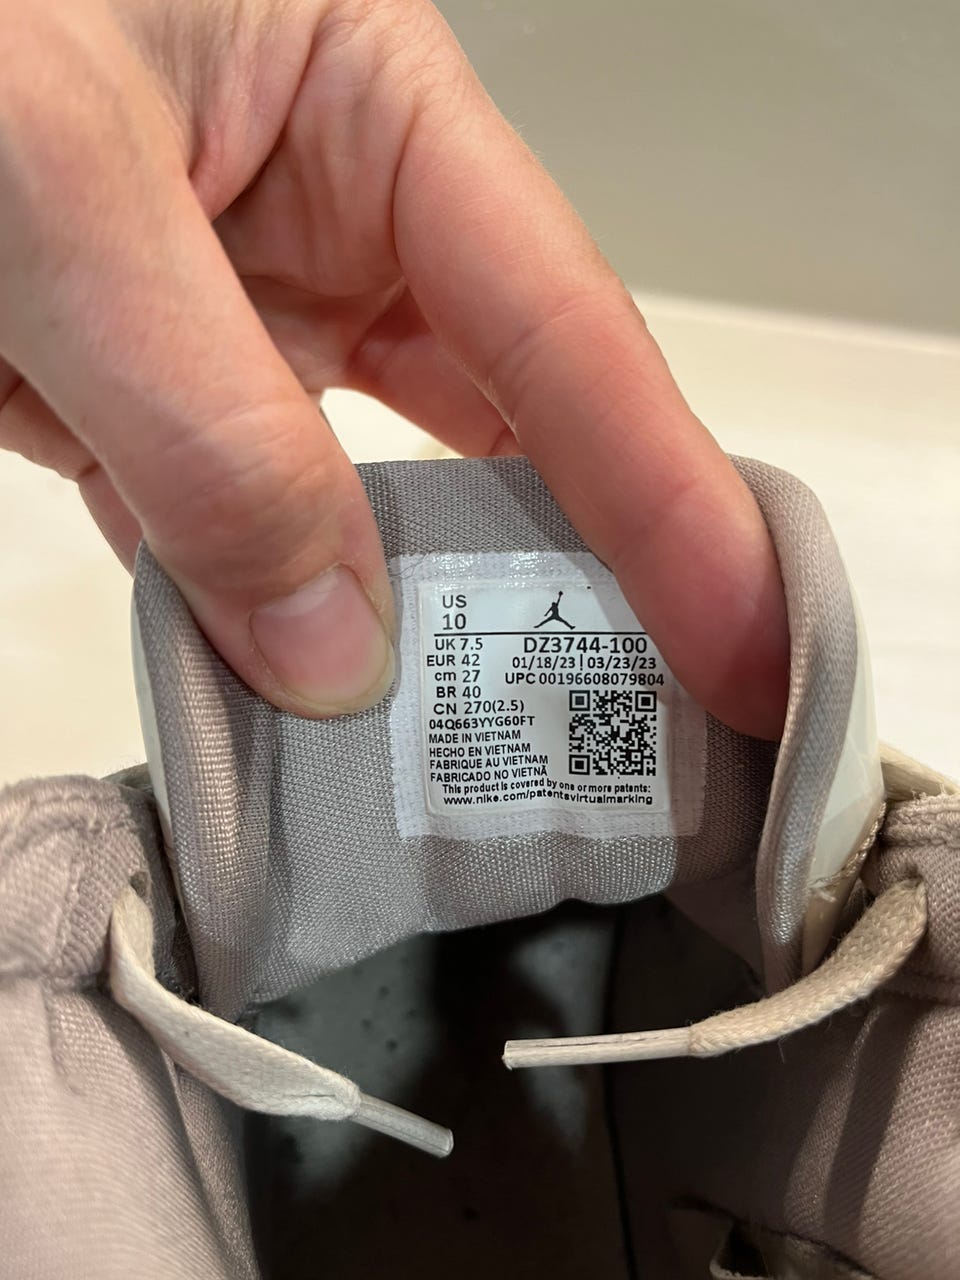 US
10
UK 7.5
DZ3744-100
EUR 42
01/18/23 | 03/23/23
cm 27
UPC 00196608079804
BR 40
CN 270(2.5)
04Q663YYG60FT
MADE IN VIETNAM
HECHO EN VIETNAM
FABRIQUE AU VIETNAM
FABRICADO NO VIETNÃ
This product is covered by one or more patents:
www.nike.com/patentsvirtualmarking